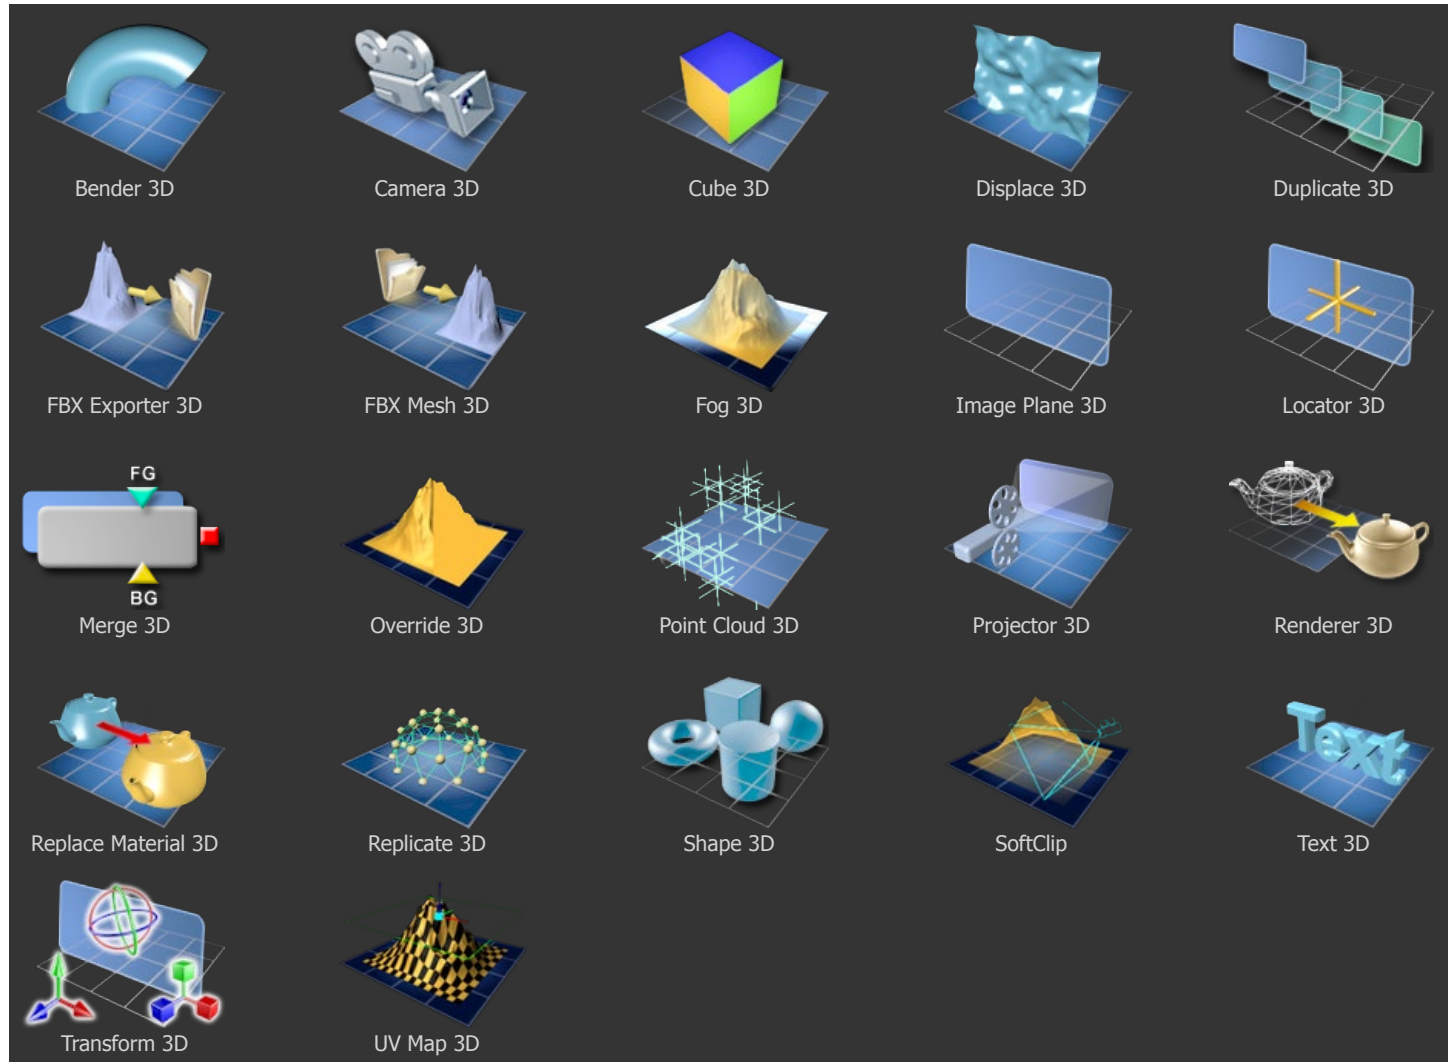 Bender 3D
Camera 3D
Cube 3D
Displace 3D
Duplicate 3D
FBX Exporter 3D
FBX Mesh 3D
Fog 3D
Image Plane 3D
Locator 3D
FG
BG
Merge 3D
Override 3D
Point Cloud 3D
Projector 3D
Renderer 3D
Replace Material 3D
Replicate 3D
Shape 3D
SoftClip
Text
Text 3D
Transform 3D
UV Map 3D